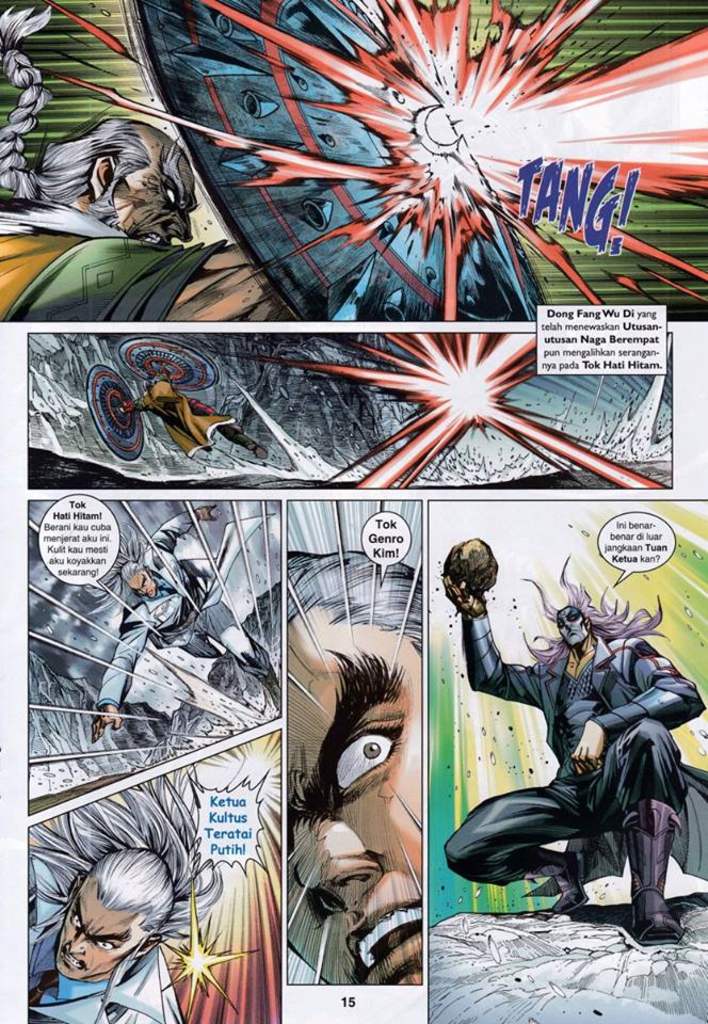 TANG!
Dong Fang Wu Di yang
telah menewaskan Utusan-
utusan Naga Berempat
pun mengalihkan serangan-
nya pada Tok Hati Hitam.
Tok
Hati Hitam!
Berani kau cuba
menjerat aku ini.
Kulit kau mesti
aku koyakkan
sekarang!
Ketua
Kultus
Teratai
Putih!
Tok
Genro
Kim!
Ini benar-
benar di luar
jangkaan Tuan
Ketua kan?
15